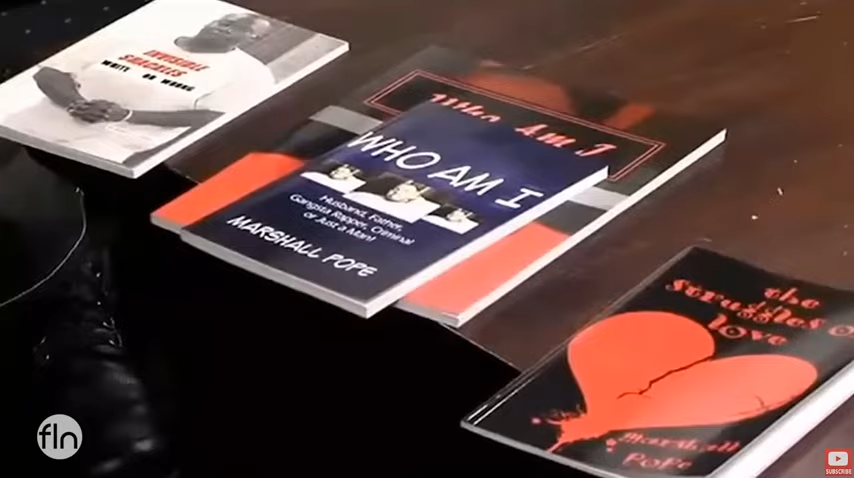 INVISIBLE
SHACKLES
WRITE OR WRONG
Who Am I
WHO AM I
Husband, Father,
Gangsta Rapper, Criminal
or Just a Man!
MARSHALL POPE
the
struggles of
love
Marshall
Pope
fln
SUBSCRIBE